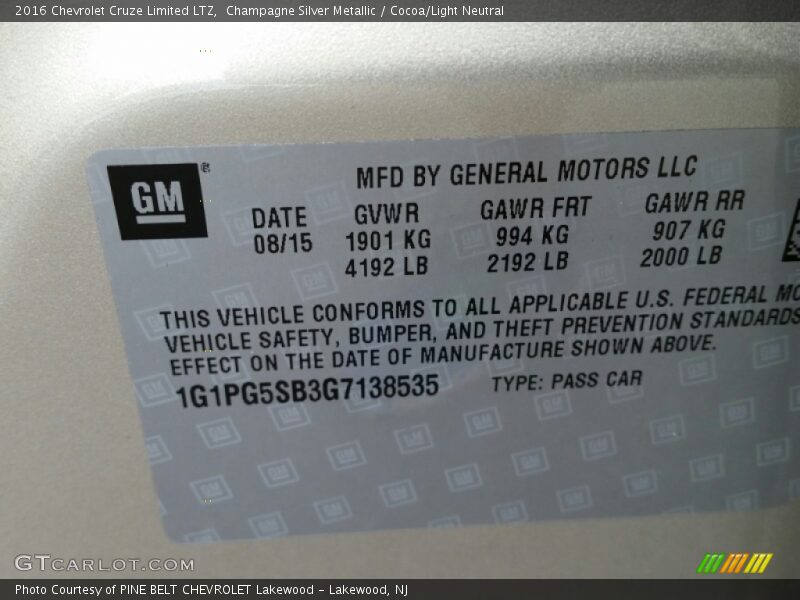 2016 Chevrolet Cruze Limited LTZ, Champagne Silver Metallic / Cocoa/Light Neutral
GM®
MFD BY GENERAL MOTORS LLC
DATE GVWR GAWR FRT GAWR RR
08/15 1901 KG 994 KG 907 KG
4192 LB 2192 LB 2000 LB
THIS VEHICLE CONFORMS TO ALL APPLICABLE U.S. FEDERAL MO
VEHICLE SAFETY, BUMPER, AND THEFT PREVENTION STANDARDS
EFFECT ON THE DATE OF MANUFACTURE SHOWN ABOVE.
1G1PG5SB3G7138535 TYPE: PASS CAR
GTCARLOT.COM
Photo Courtesy of PINE BELT CHEVROLET Lakewood - Lakewood, NJ